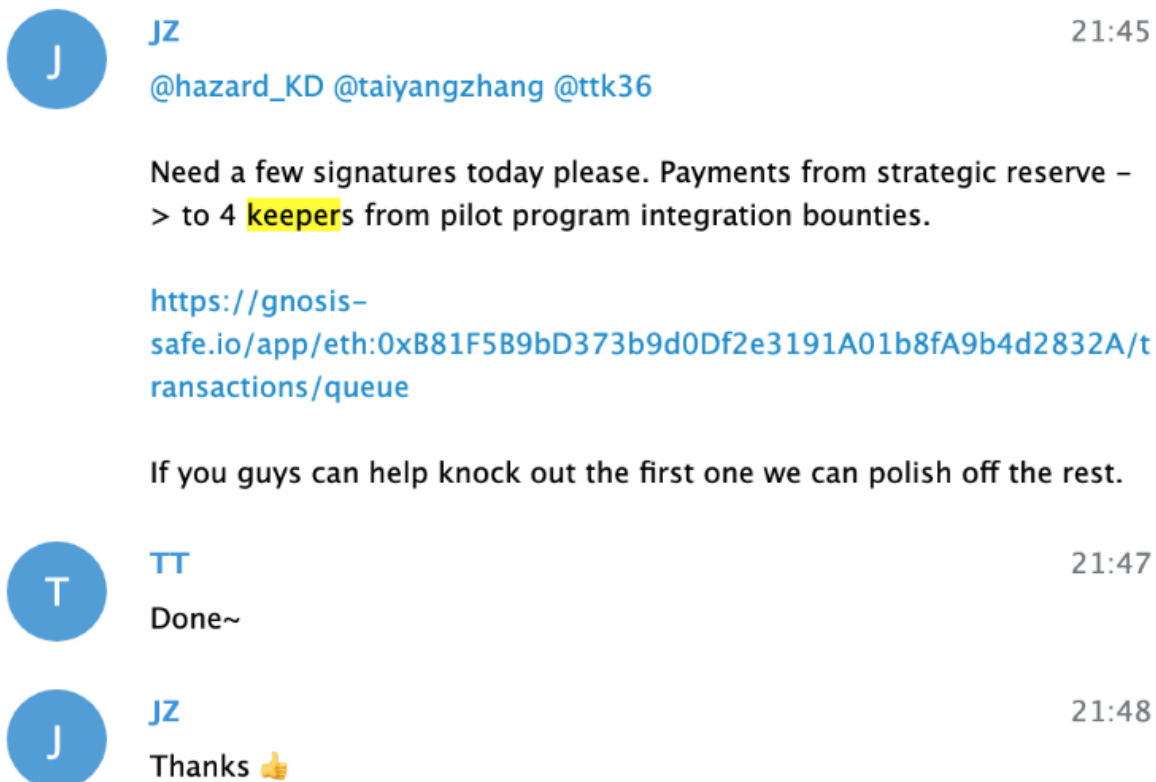 J
JZ
21:45
@hazard_KD @taiyangzhang @ttk36
Need a few signatures today please. Payments from strategic reserve –
> to 4 keepers from pilot program integration bounties.
https://gnosis-
safe.io/app/eth:0xB81F5B9bD373b9d0Df2e3191A01b8fA9b4d2832A/t
ransactions/queue
If you guys can help knock out the first one we can polish off the rest.
T
TT
21:47
Done~
J
JZ
21:48
Thanks 👍